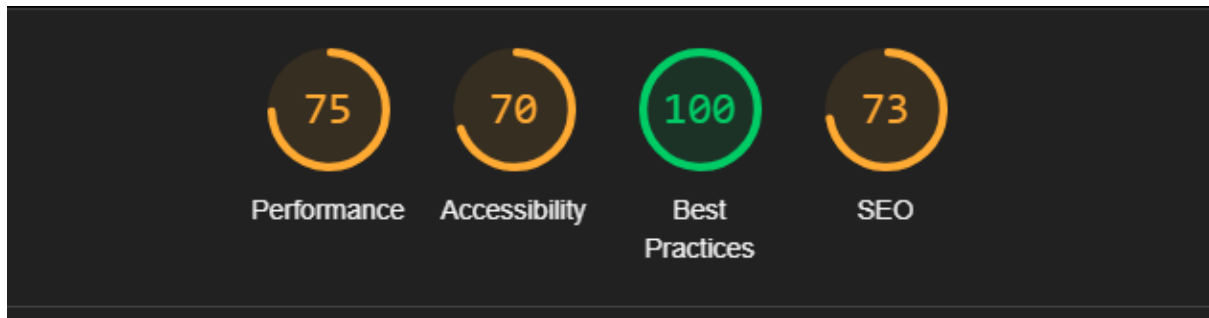 75
70
100
73
Performance
Accessibility
Best
Practices
SEO